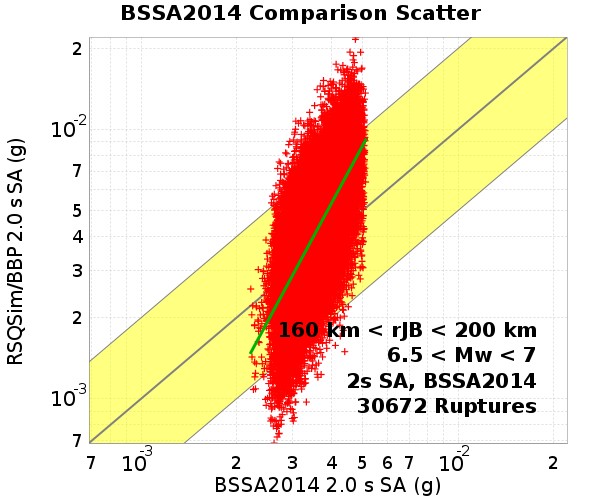 BSSA2014 Comparison Scatter
RSQSim/BBP 2.0 s SA (g)
2
10-2
7
5
4
3
2
10-3
7
160 km < rJB < 200 km
6.5 < Mw < 7
2s SA, BSSA2014
30672 Ruptures
7 10-3 2 3 4 5 6 7 10-2 2
BSSA2014 2.0 s SA (g)